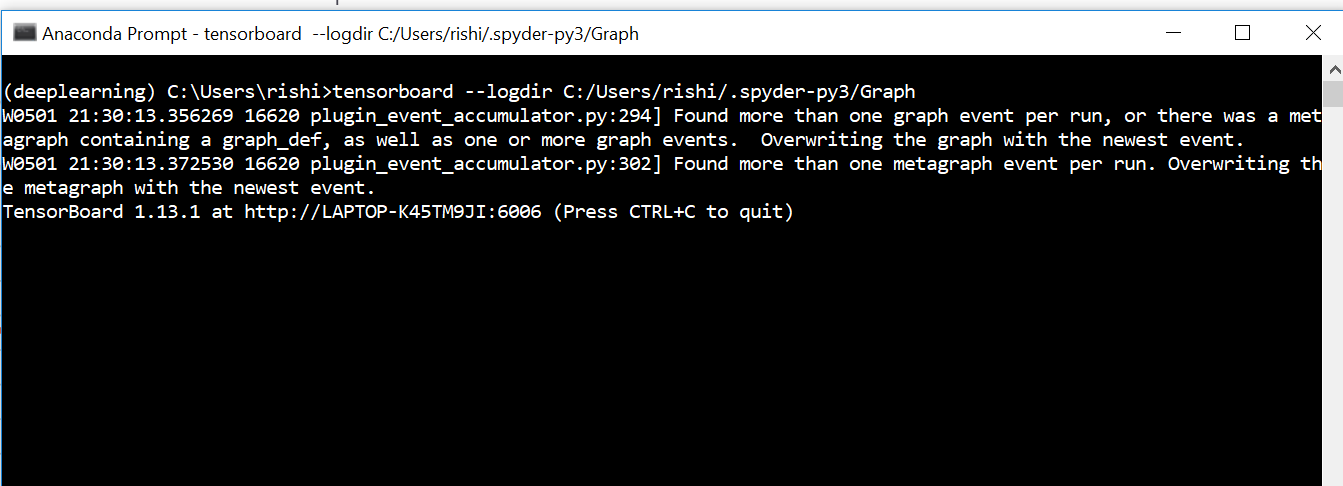 Anaconda Prompt - tensorboard  --logdir C:/Users/rishi/.spyder-py3/Graph
(deeplearning) C:\Users\rishi>tensorboard --logdir C:/Users/rishi/.spyder-py3/Graph
W0501 21:30:13.356269 16620 plugin_event_accumulator.py:294] Found more than one graph event per run, or there was a met
agraph containing a graph_def, as well as one or more graph events.  Overwriting the graph with the newest event.
W0501 21:30:13.372530 16620 plugin_event_accumulator.py:302] Found more than one metagraph event per run. Overwriting th
e metagraph with the newest event.
TensorBoard 1.13.1 at http://LAPTOP-K45TM9JI:6006 (Press CTRL+C to quit)